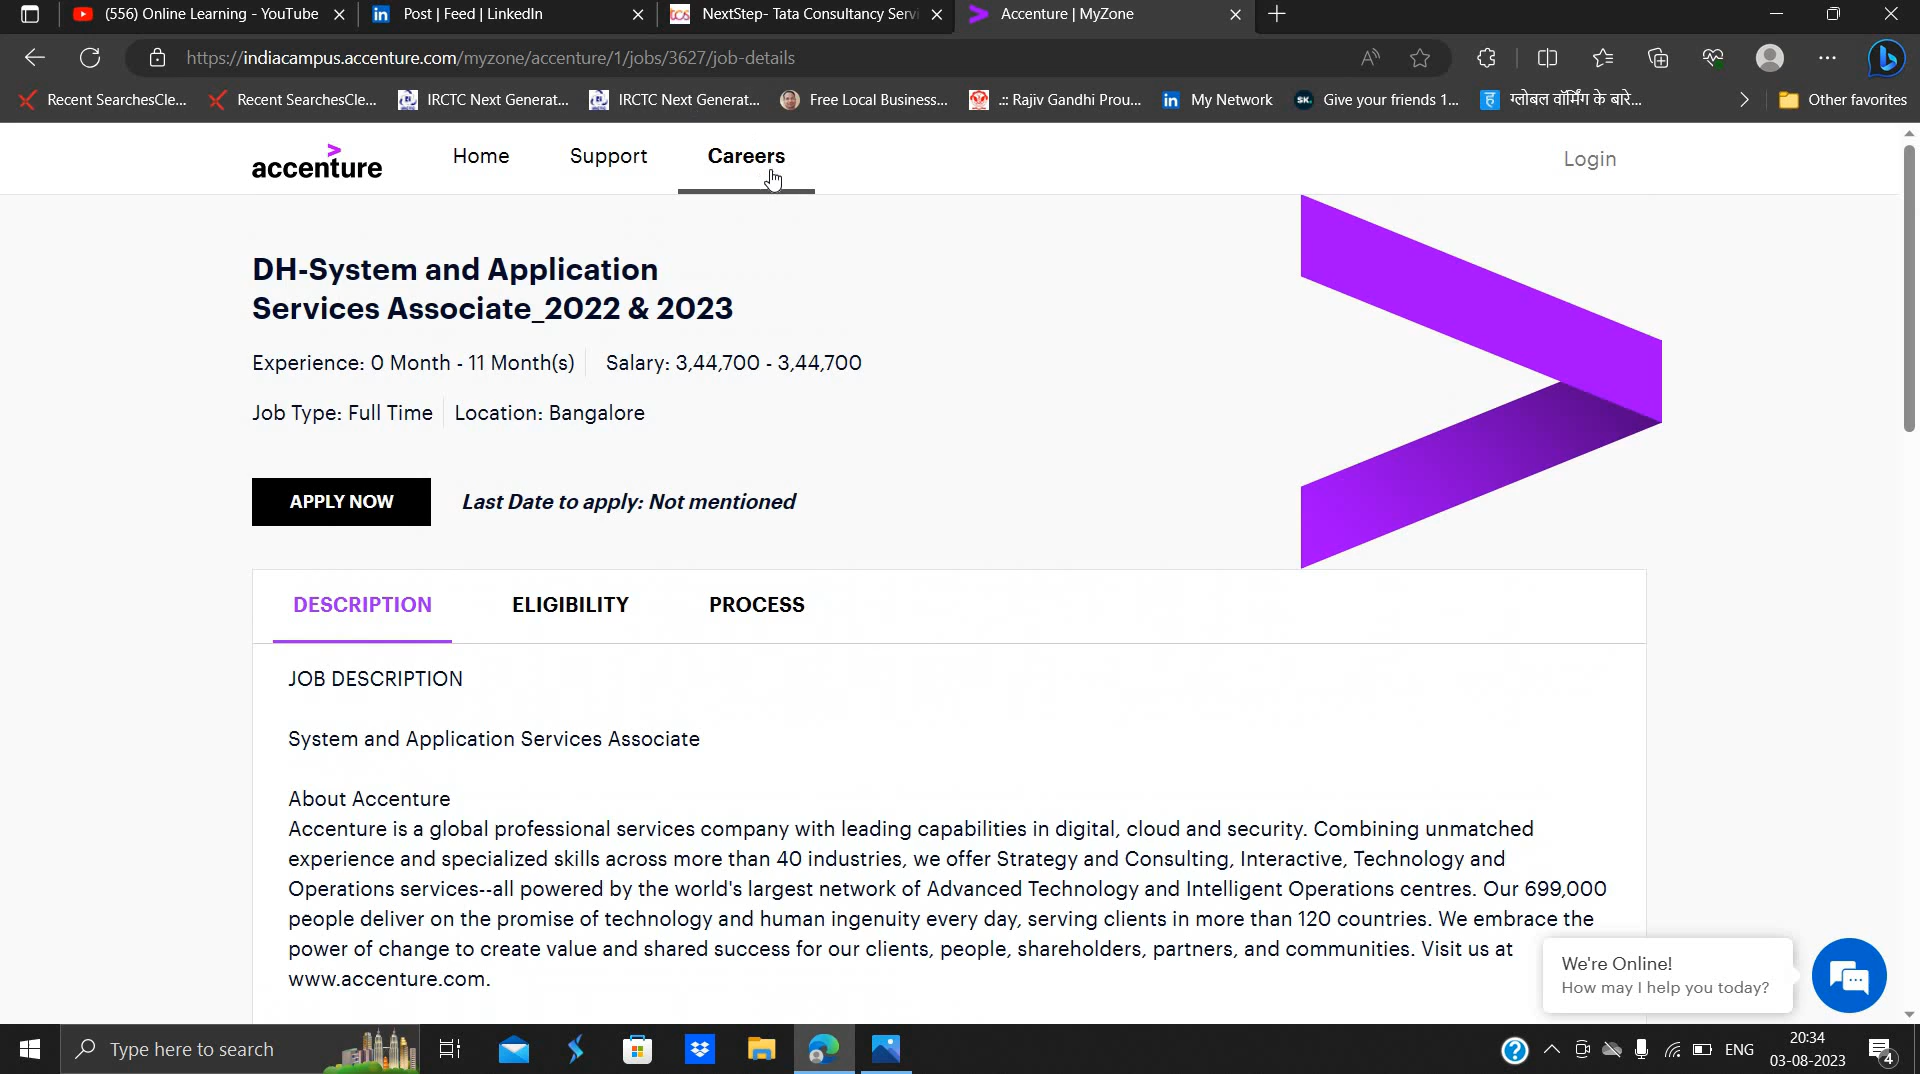 (556) Online Learning - YouTube
Post | Feed | LinkedIn
tcs NextStep- Tata Consultancy Servi
Accenture | MyZone
https://indiacampus.accenture.com/myzone/accenture/1/jobs/3627/job-details
Recent SearchesCle...
Recent SearchesCle...
IRCTC Next Generat...
IRCTC Next Generat...
Free Local Business...
.:: Rajiv Gandhi Prou...
My Network
SK. Give your friends 1...
ह ग्लोबल वॉर्मिंग के बारे...
Other favorites
accenture
Home
Support
Careers
Login
DH-System and Application
Services Associate_2022 & 2023
Experience: 0 Month - 11 Month(s)
Salary: 3,44,700 - 3,44,700
Job Type: Full Time
Location: Bangalore
APPLY NOW
Last Date to apply: Not mentioned
DESCRIPTION
ELIGIBILITY
PROCESS
JOB DESCRIPTION
System and Application Services Associate
About Accenture
Accenture is a global professional services company with leading capabilities in digital, cloud and security. Combining unmatched
experience and specialized skills across more than 40 industries, we offer Strategy and Consulting, Interactive, Technology and
Operations services--all powered by the world's largest network of Advanced Technology and Intelligent Operations centres. Our 699,000
people deliver on the promise of technology and human ingenuity every day, serving clients in more than 120 countries. We embrace the
power of change to create value and shared success for our clients, people, shareholders, partners, and communities. Visit us at
www.accenture.com.
We're Online!
How may I help you today?
Type here to search
ENG
20:34
03-08-2023
4